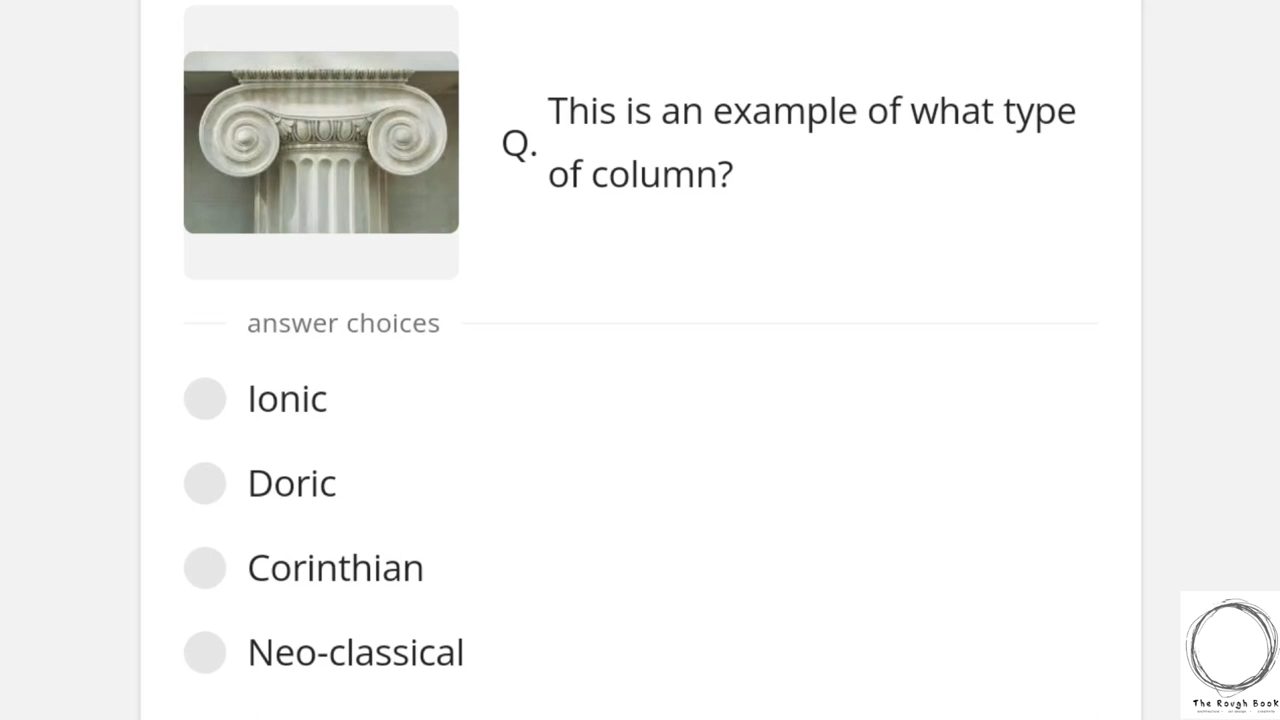 Q. This is an example of what type
of column?
answer choices
Ionic
Doric
Corinthian
Neo-classical
The Rough Book